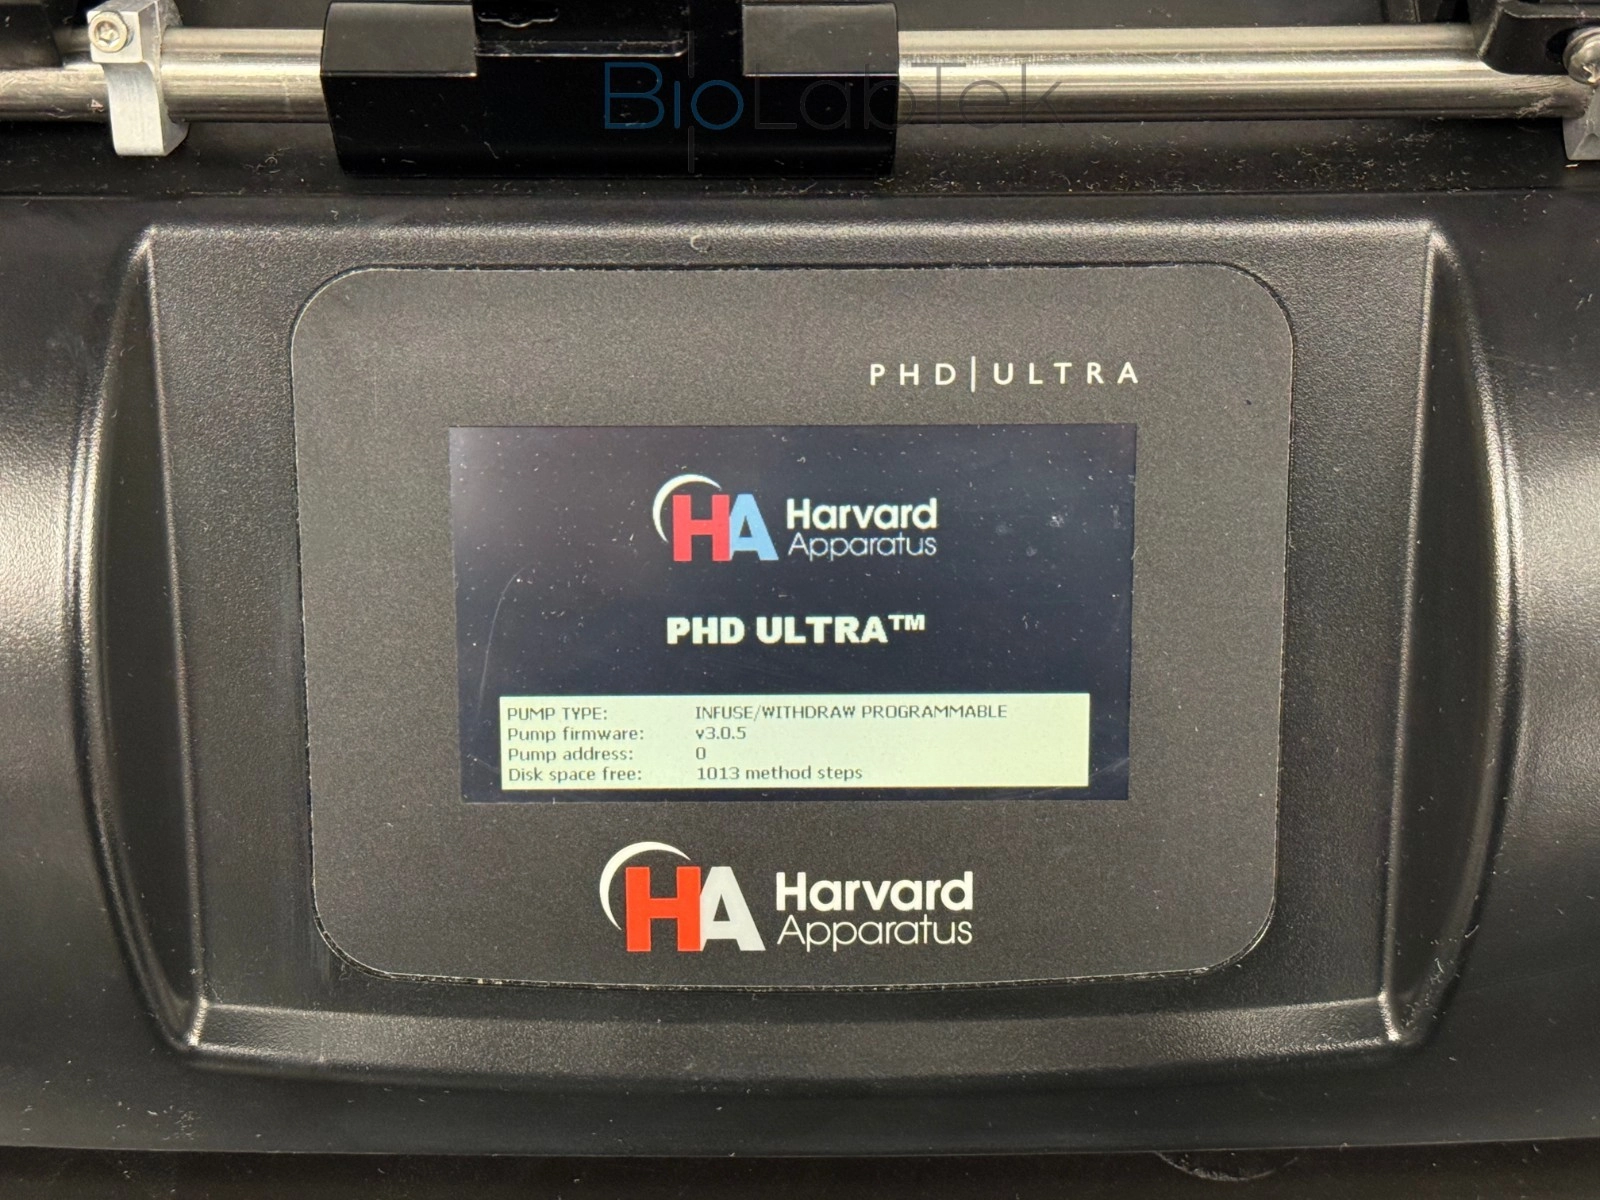 BioLabTek
4
PHD|ULTRA
HA Harvard
Apparatus
PHD ULTRA™
PUMP TYPE: INFUSE/WITHDRAW PROGRAMMABLE
Pump firmware: v3.0.5
Pump address: 0
Disk space free: 1013 method steps
HA Harvard
Apparatus